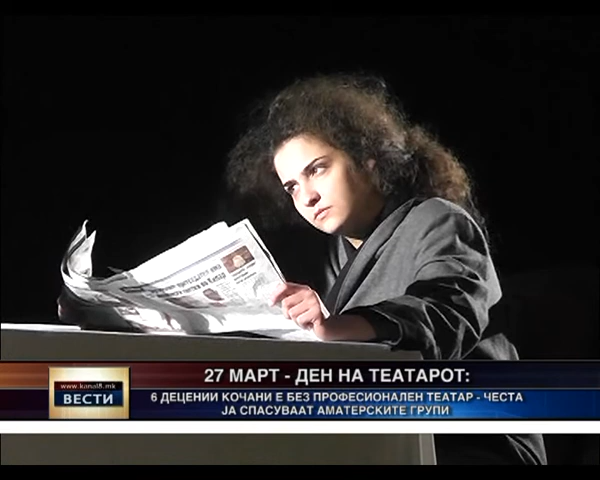 27 МАРТ - ДЕН НА ТЕАТАРОТ:
www.kanal8.mk
ВЕСТИ
6 ДЕЦЕНИИ КОЧАНИ Е БЕЗ ПРОФЕСИОНАЛЕН ТЕАТАР - ЧЕСТА
ЈА СПАСУВААТ АМАТЕРСКИТЕ ГРУПИ